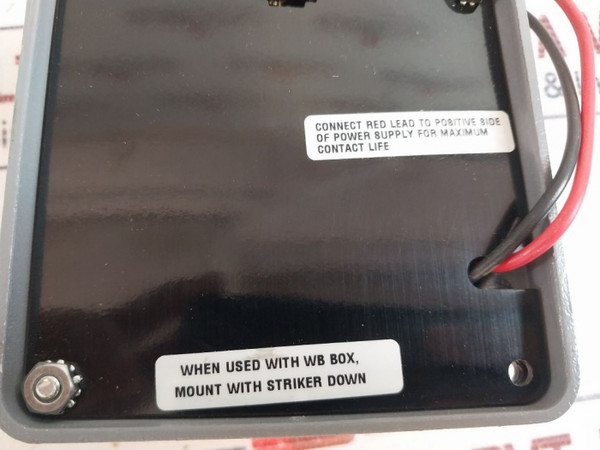 CONNECT RED LEAD TO POSITIVE SIDE
OF POWER SUPPLY FOR MAXIMUM
CONTACT LIFE
WHEN USED WITH WB BOX,
MOUNT WITH STRIKER DOWN